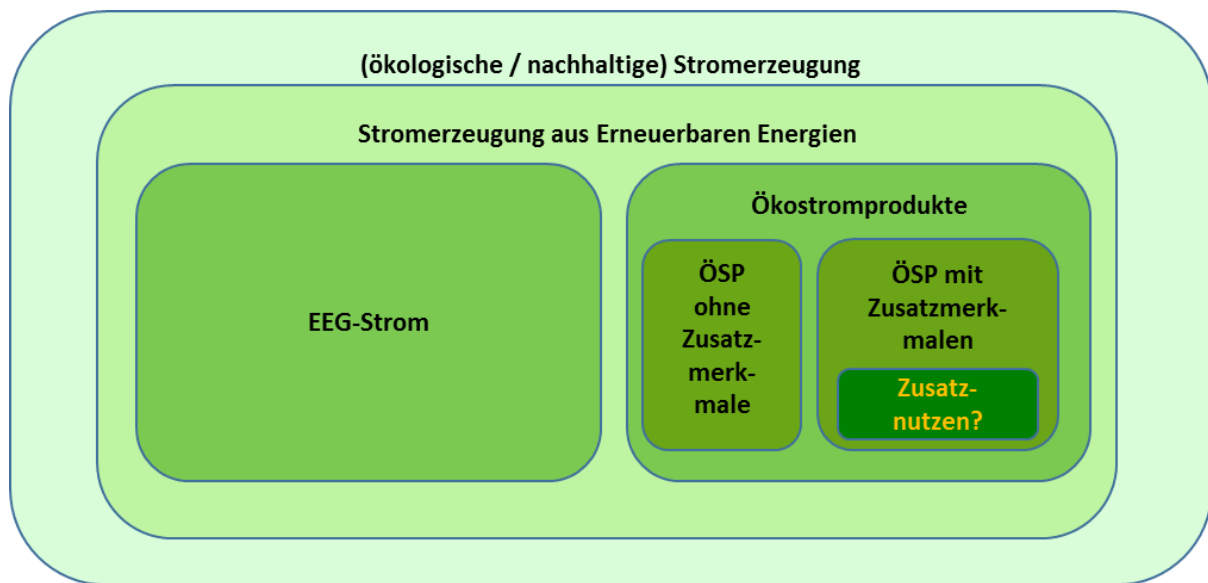 (ökologische / nachhaltige) Stromerzeugung
Stromerzeugung aus Erneuerbaren Energien
EEG-Strom
Ökostromprodukte
ÖSP
ohne
Zusatz-
merk-
male
ÖSP mit
Zusatzmerk-
malen
Zusatz-
nutzen?